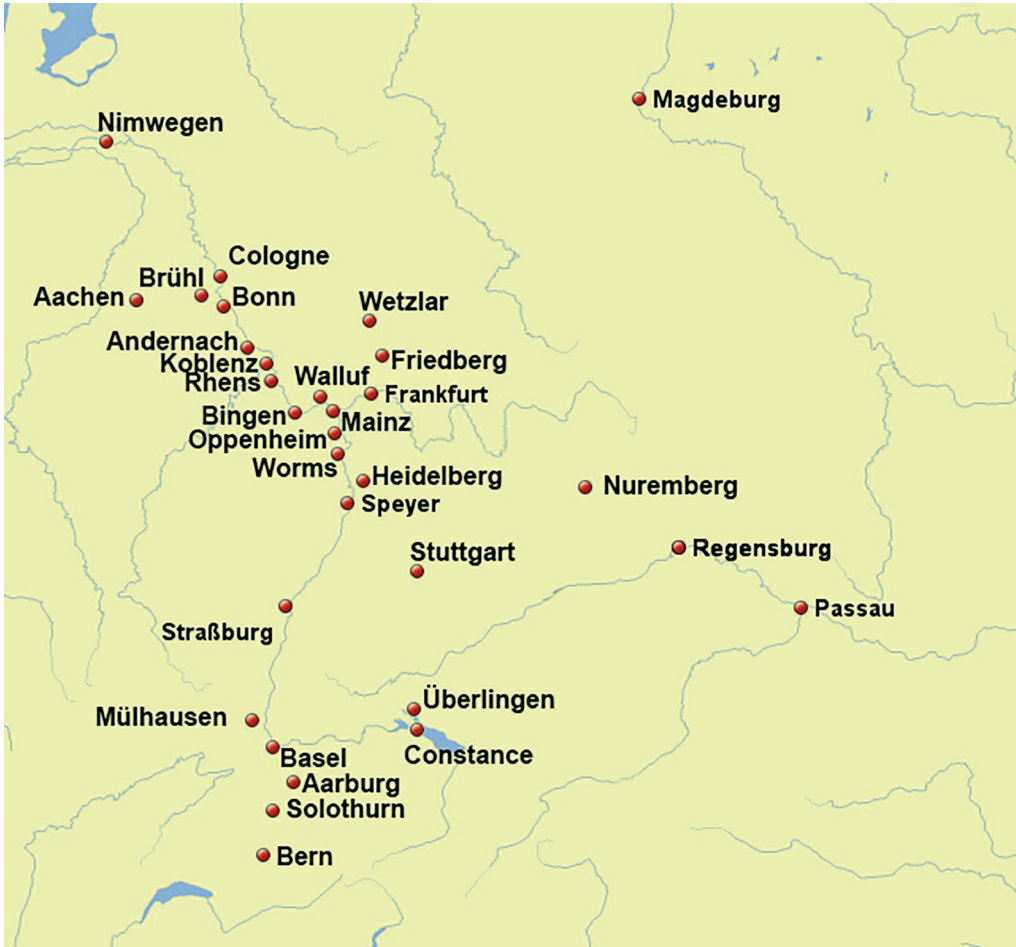 Magdeburg
Nimwegen
Cologne
Brühl
Aachen
Bonn
Wetzlar
Andernach
Koblenz
Friedberg
Rhens
Walluf
Frankfurt
Bingen
Mainz
Oppenheim
Worms
Heidelberg
Nuremberg
Speyer
Stuttgart
Regensburg
Passau
Straßburg
Überlingen
Mülhausen
Constance
Basel
Aarburg
Solothurn
Bern